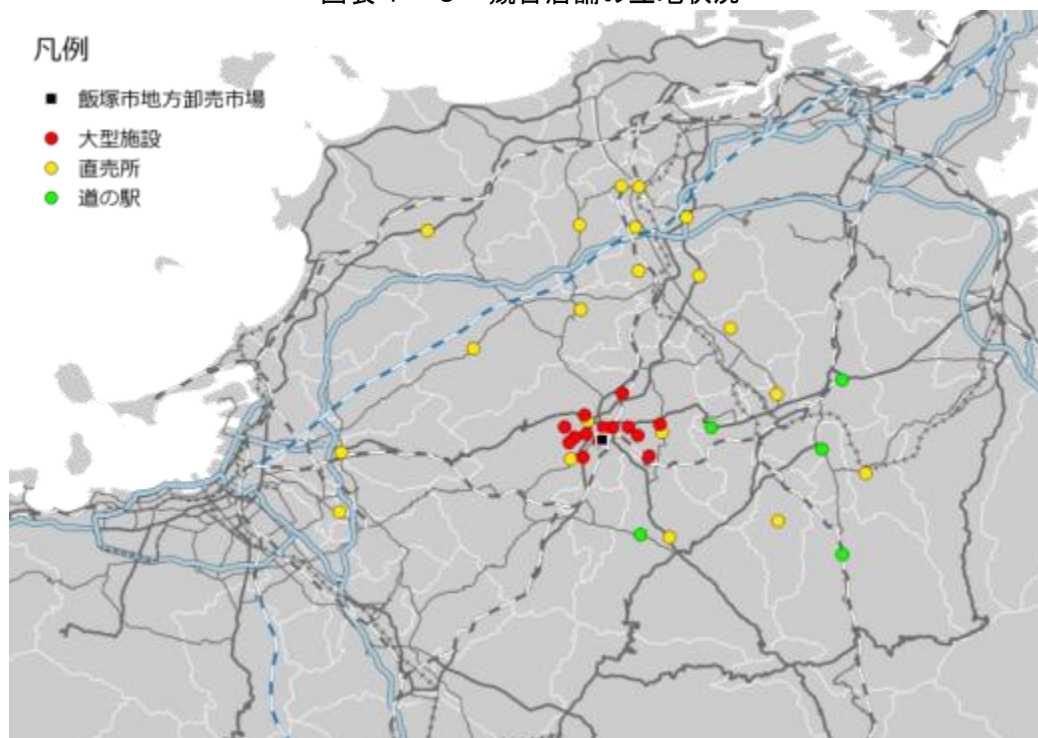 凡例
飯塚市地方卸売市場
大型施設
直売所
道の駅